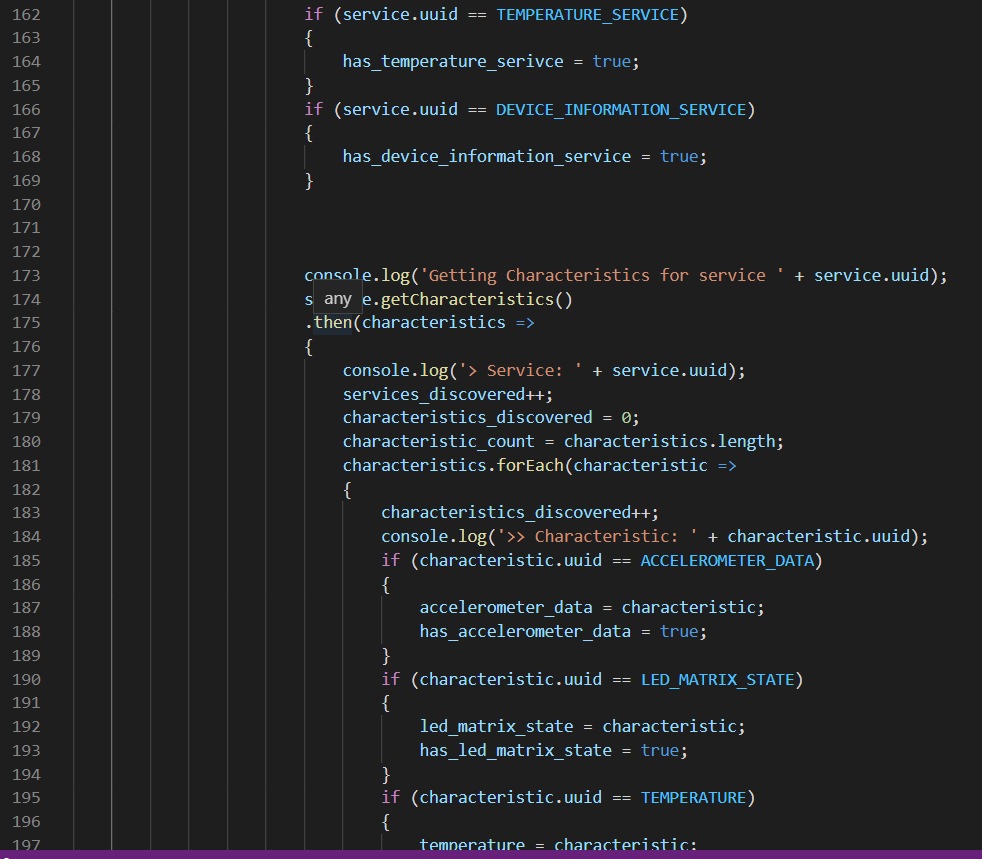 162 if (service.uuid == TEMPERATURE_SERVICE)
163 {
164 has_temperature_serivce = true;
165 }
166 if (service.uuid == DEVICE_INFORMATION_SERVICE)
167 {
168 has_device_information_service = true;
169 }
170
171
172
173 console.log('Getting Characteristics for service ' + service.uuid);
174 s any e.getCharacteristics()
175 .then(characteristics =>
176 {
177 console.log('> Service: ' + service.uuid);
178 services_discovered++;
179 characteristics_discovered = 0;
180 characteristic_count = characteristics.length;
181 characteristics.forEach(characteristic =>
182 {
183 characteristics_discovered++;
184 console.log('>> Characteristic: ' + characteristic.uuid);
185 if (characteristic.uuid == ACCELEROMETER_DATA)
186 {
187 accelerometer_data = characteristic;
188 has_accelerometer_data = true;
189 }
190 if (characteristic.uuid == LED_MATRIX_STATE)
191 {
192 led_matrix_state = characteristic;
193 has_led_matrix_state = true;
194 }
195 if (characteristic.uuid == TEMPERATURE)
196 {
197 temperature = characteristic;